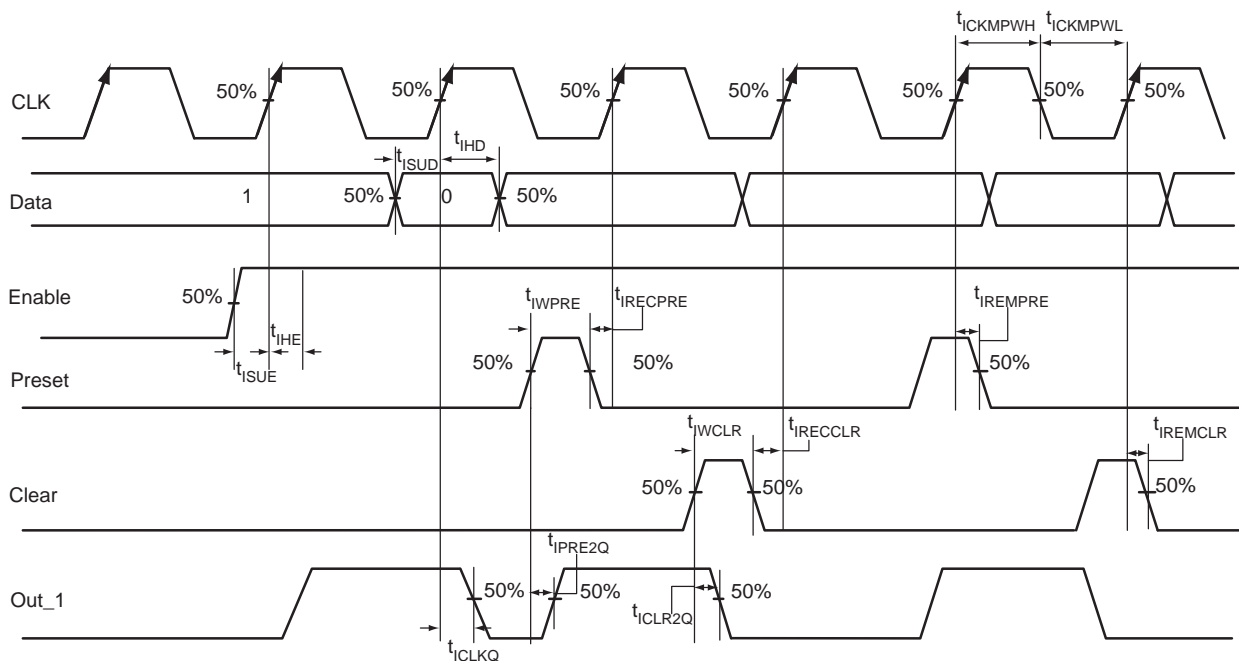 tICKMPWH tICKMPWL
CLK 50% 50% 50% 50% 50% 50% 50%
tISUD tIHD
Data 1 50% 0 50%
Enable 50% tIHE tIWPRE tIRECPRE tIREMPRE
tISUE
Preset 50% 50% 50%
tIWCLR tIRECCLR tIREMCLR
Clear 50% 50% 50%
tIPRE2Q
Out_1 50% 50% tICLR2Q 50%
tICLKQ